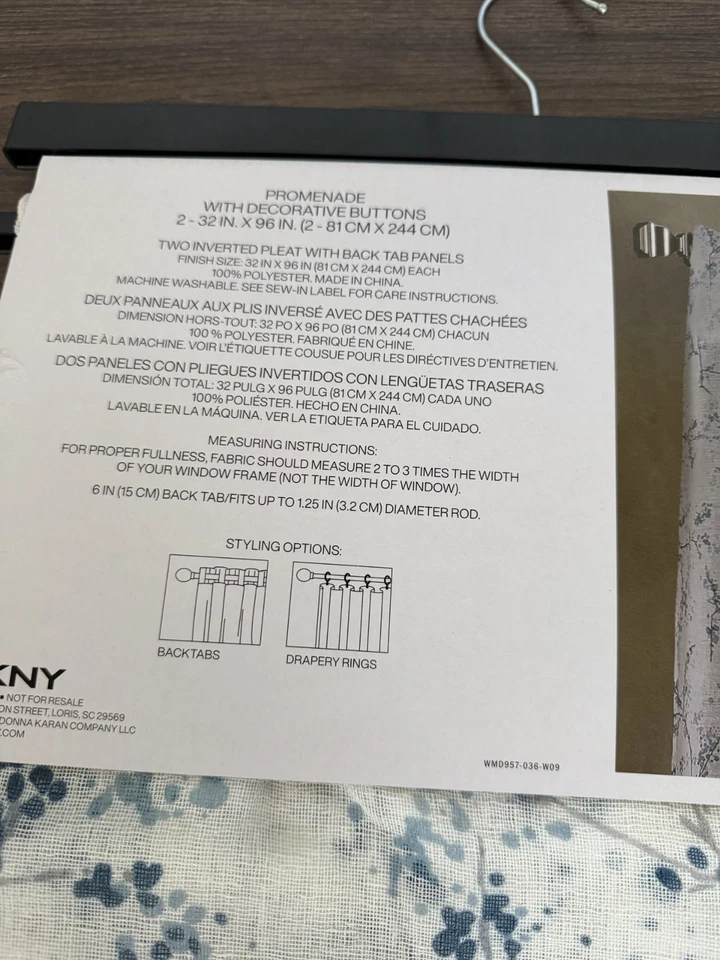 PROMENADE
WITH DECORATIVE BUTTONS
2 - 32 IN. X 96 IN. (2 - 81 CM X 244 CM)
TWO INVERTED PLEAT WITH BACK TAB PANELS
FINISH SIZE: 32 IN X 96 IN (81 CM X 244 CM) EACH
100% POLYESTER. MADE IN CHINA.
MACHINE WASHABLE. SEE SEW-IN LABEL FOR CARE INSTRUCTIONS.
DEUX PANNEAUX AUX PLIS INVERSÉ AVEC DES PATTES CHACHÉES
DIMENSION HORS-TOUT: 32 PO X 96 PO (81 CM X 244 CM) CHACUN
100 % POLYESTER. FABRIQUÉ EN CHINE.
LAVABLE À LA MACHINE. VOIR L'ÉTIQUETTE COUSUE POUR LES DIRÉCTIVES D'ENTRETIEN.
DOS PANELES CON PLIEGUES INVERTIDOS CON LENGÜETAS TRASERAS
DIMENSIÓN TOTAL: 32 PULG X 96 PULG (81 CM X 244 CM) CADA UNO
100% POLIÉSTER. HECHO EN CHINA.
LAVABLE EN LA MÁQUINA. VER LA ETIQUETA PARA EL CUIDADO.
MEASURING INSTRUCTIONS:
FOR PROPER FULLNESS, FABRIC SHOULD MEASURE 2 TO 3 TIMES THE WIDTH
OF YOUR WINDOW FRAME (NOT THE WIDTH OF WINDOW).
6 IN (15 CM) BACK TAB/FITS UP TO 1.25 IN (3.2 CM) DIAMETER ROD.
STYLING OPTIONS:
BACKTABS
DRAPERY RINGS
KNY
• NOT FOR RESALE
ON STREET, LORIS, SC 29569
DONNA KARAN COMPANY LLC
.COM
WMD957-036-W09